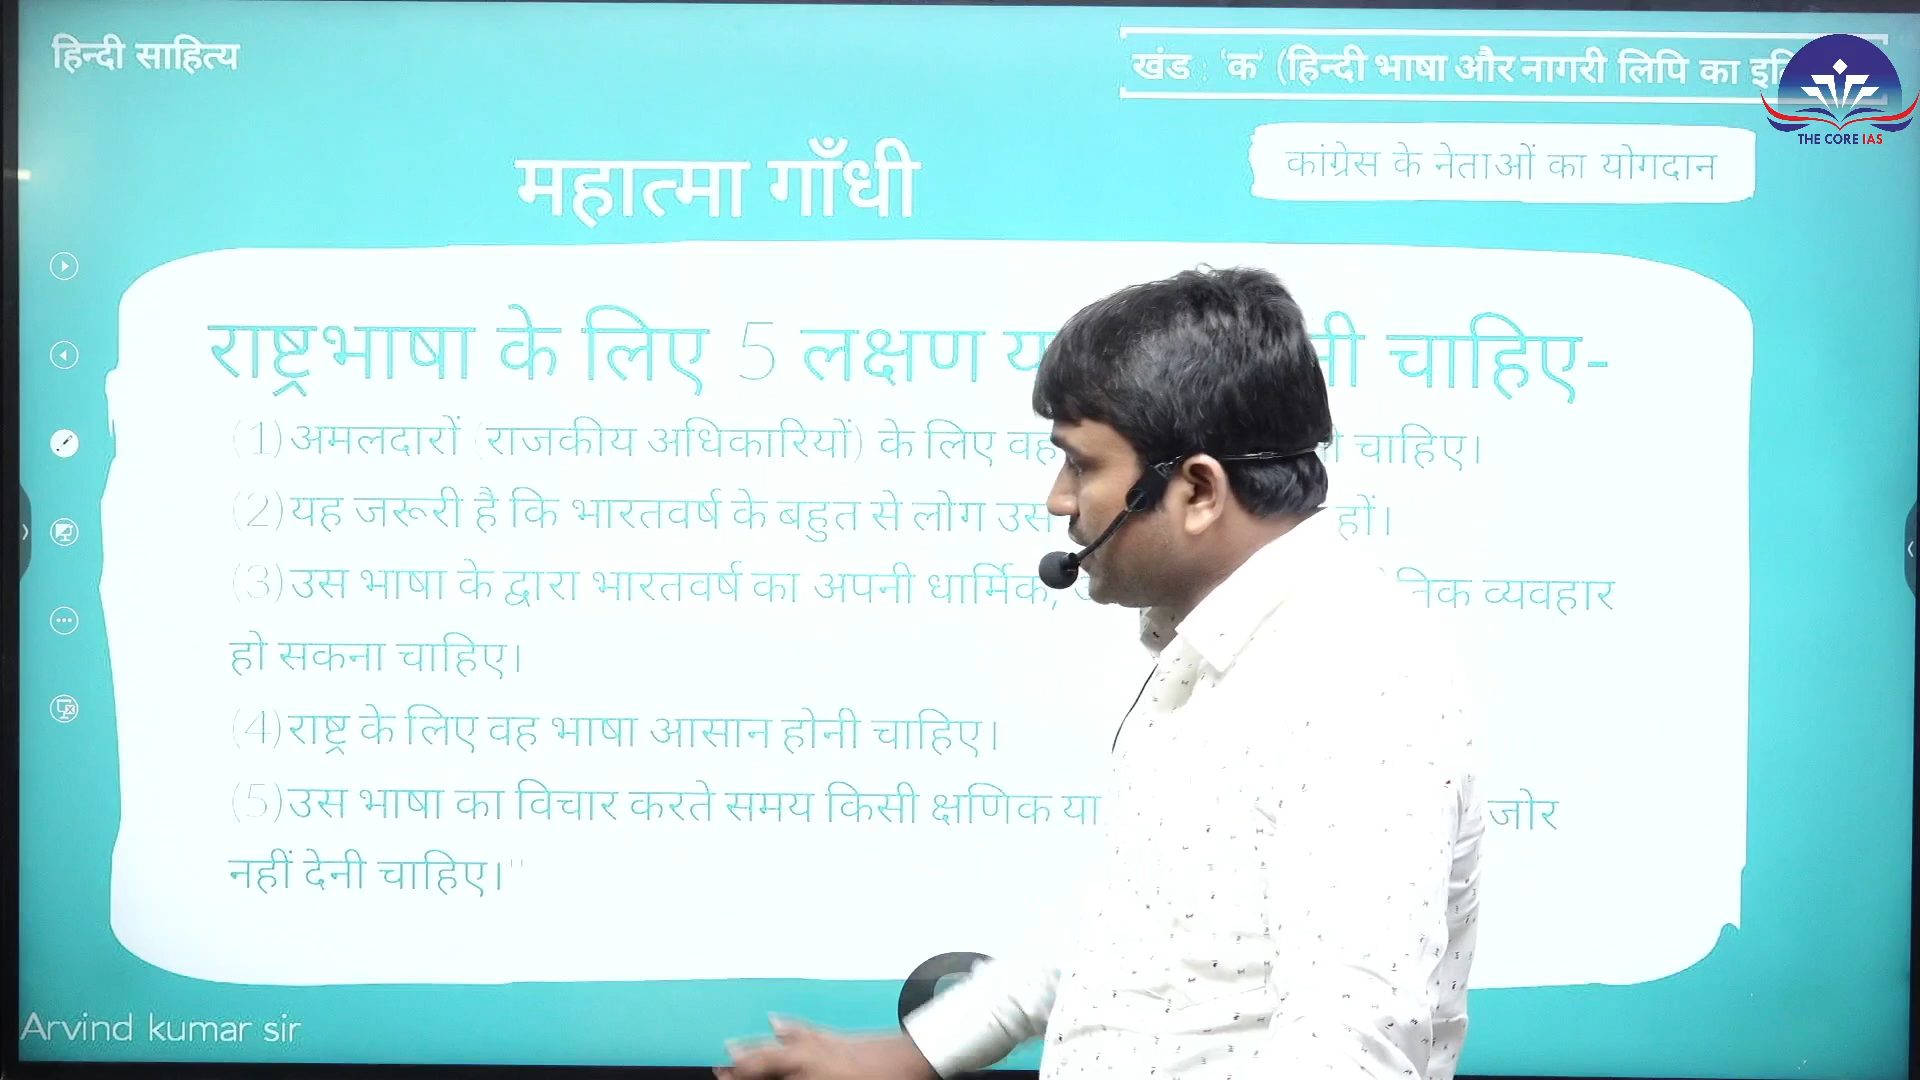 हिन्दी साहित्य
खंड : 'क' (हिन्दी भाषा और नागरी लिपि का
THE CORE IAS
कांग्रेस के नेताओं का योगदान
महात्मा गाँधी
राष्ट्रभाषा के लिए 5 लक्षण चाहिए-
(1)अमलदारों (राजकीय अधिकारियों) के लिए वह चाहिए।
(2)यह जरूरी है कि भारतवर्ष के बहुत से लोग उस हों।
(3)उस भाषा के द्वारा भारतवर्ष का अपनी धार्मिक, व्यवहार
हो सकना चाहिए।
(4)राष्ट्र के लिए वह भाषा आसान होनी चाहिए।
(5)उस भाषा का विचार करते समय किसी क्षणिक या जोर
नहीं देनी चाहिए।"
Arvind kumar sir